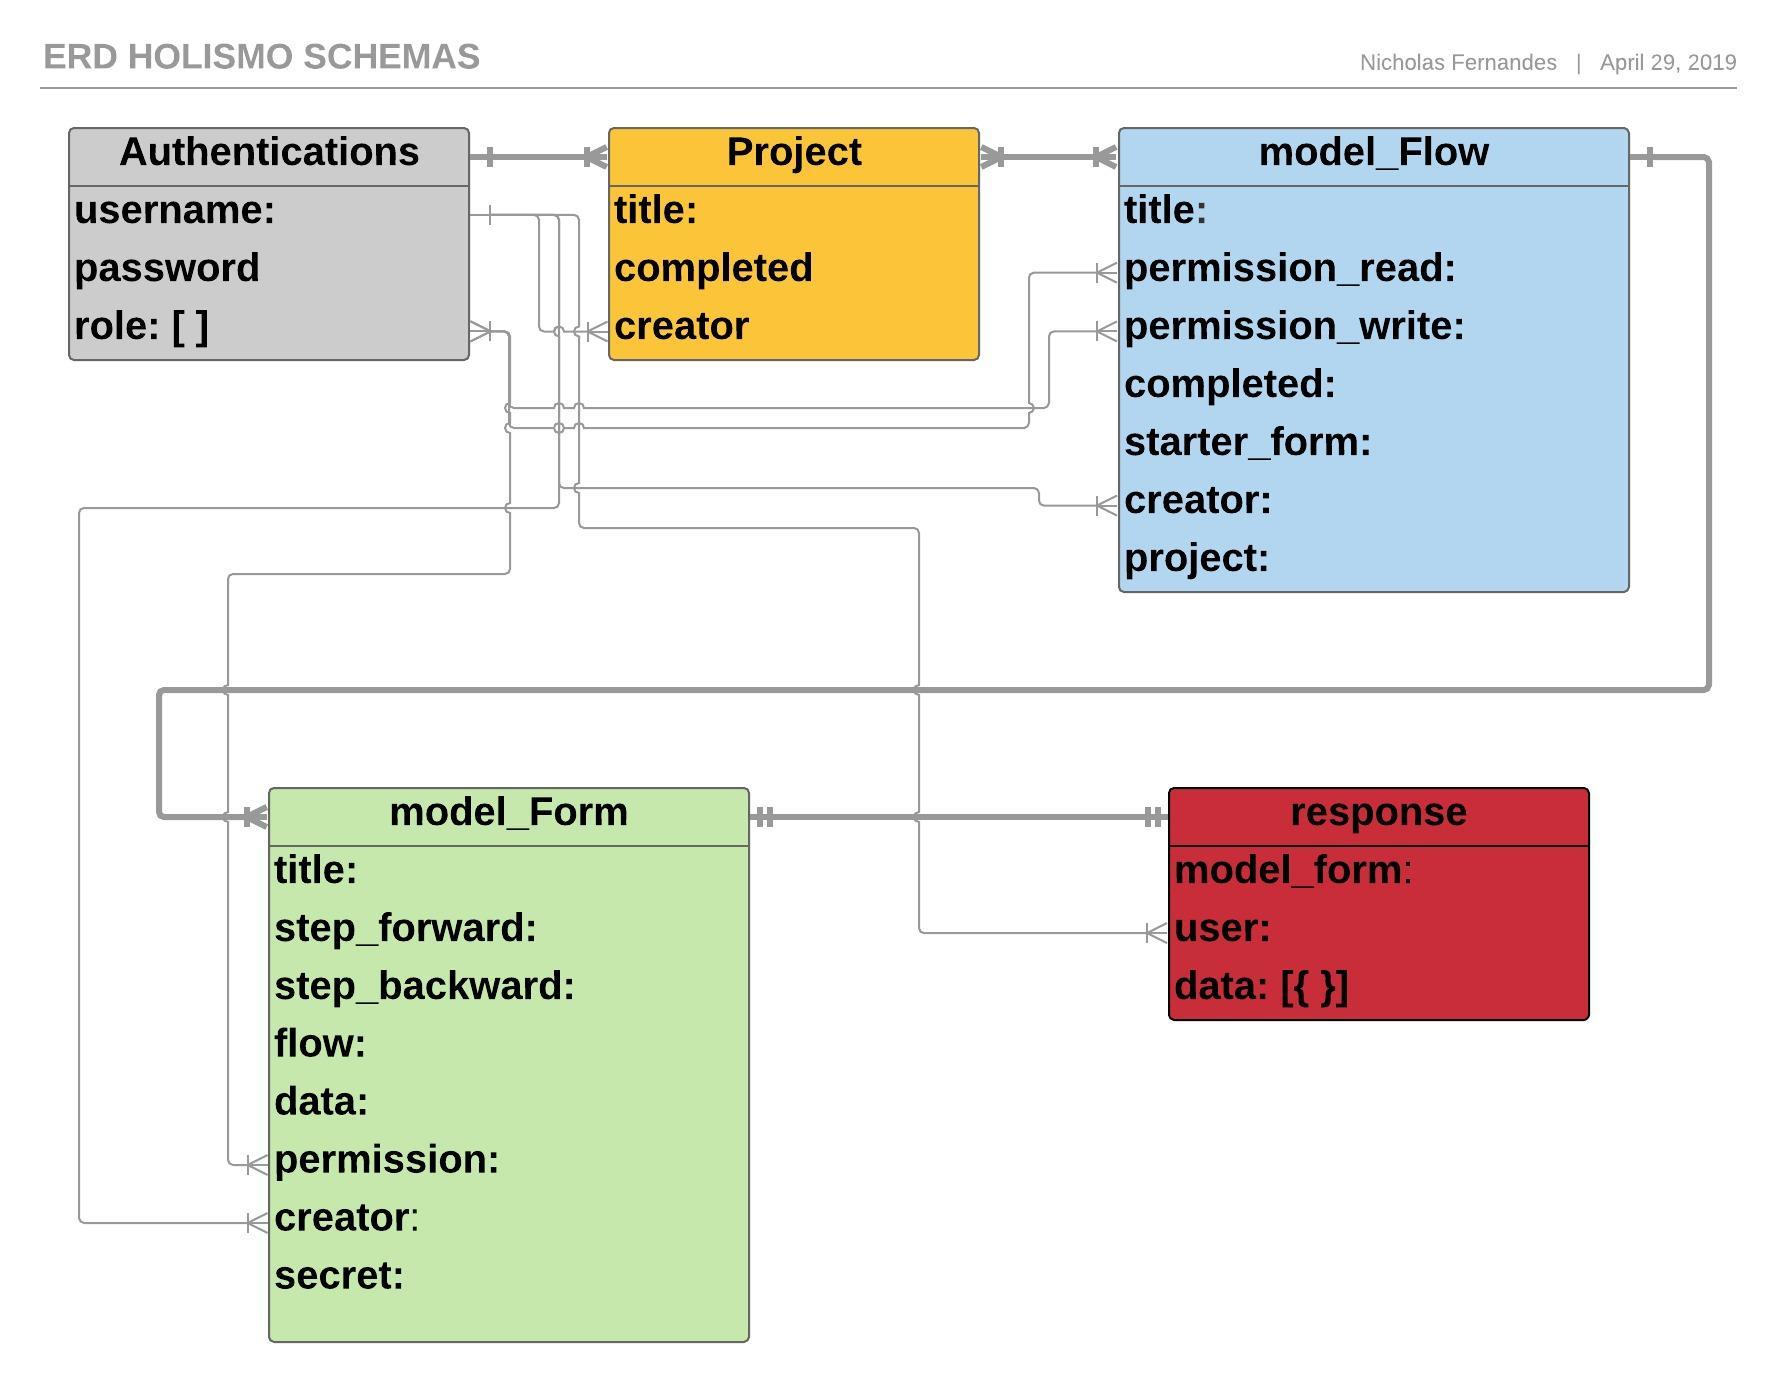 ERD HOLISMO SCHEMAS
Nicholas Fernandes | April 29, 2019
Authentications
username:
password
role: [ ]
Project
title:
completed
creator
model_Flow
title:
permission_read:
permission_write:
completed:
starter_form:
creator:
project:
model_Form
title:
step_forward:
step_backward:
flow:
data:
permission:
creator:
secret:
response
model_form:
user:
data: [{ }]